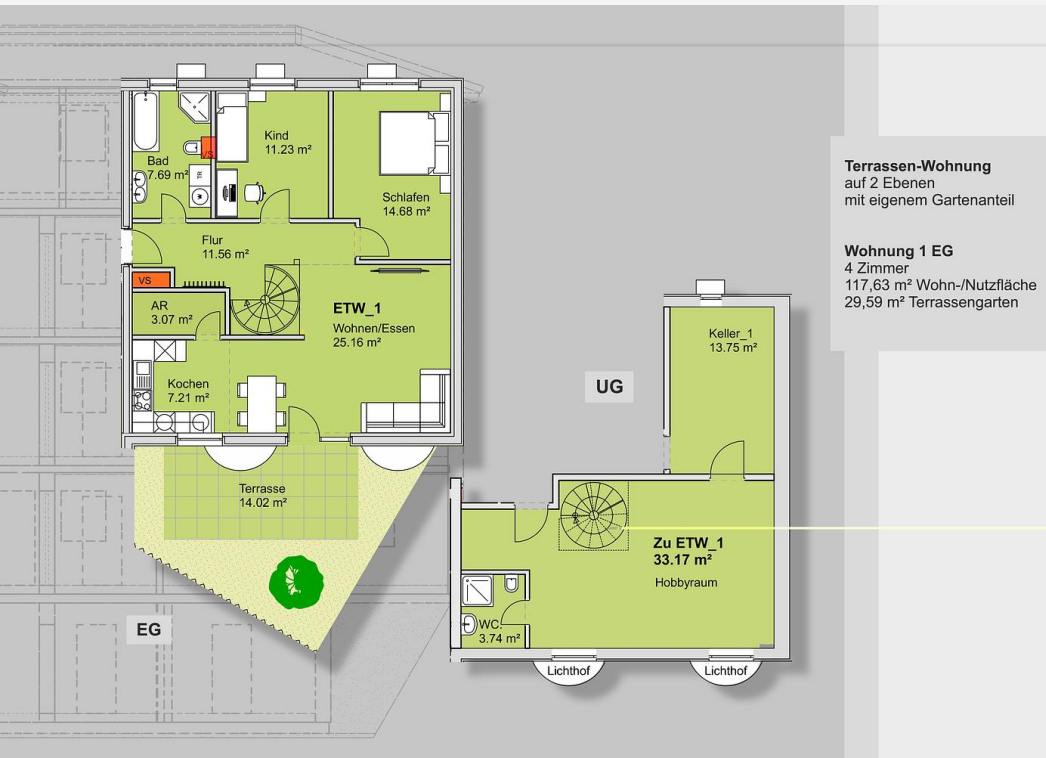 Bad
7.69 m²
VS
TR
Kind
11.23 m²
Schlafen
14.68 m²
Flur
11.56 m²
VS
AR
3.07 m²
ETW_1
Wohnen/Essen
25.16 m²
Kochen
7.21 m²
Terrasse
14.02 m²
EG
UG
Keller_1
13.75 m²
Zu ETW_1
33.17 m²
Hobbyraum
WC.
3.74 m²
Lichthof
Lichthof
Terrassen-Wohnung
auf 2 Ebenen
mit eigenem Gartenanteil
Wohnung 1 EG
4 Zimmer
117,63 m² Wohn-/Nutzfläche
29,59 m² Terrassengarten